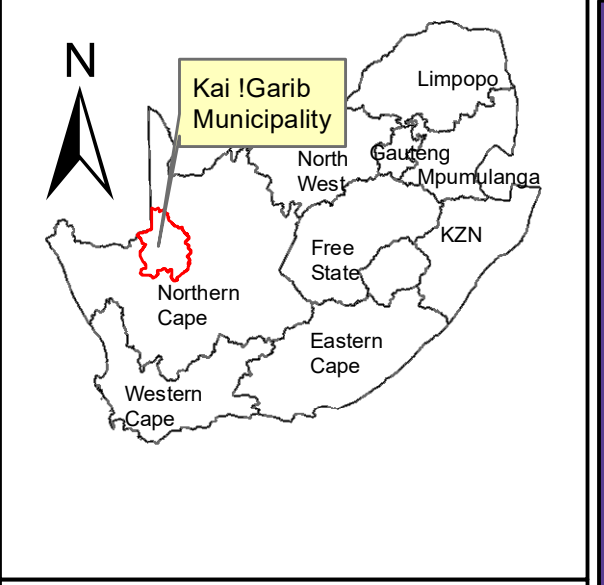 N
Kai !Garib
Municipality
Limpopo
North
West
Gauteng
Mpumulanga
KZN
Free
State
Northern
Cape
Eastern
Cape
Western
Cape